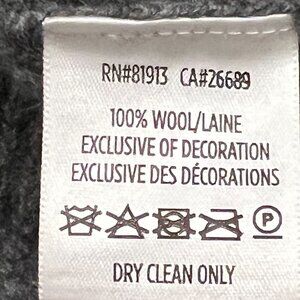 RN#81913 CA#26689
100% WOOL/LAINE
EXCLUSIVE OF DECORATION
EXCLUSIVE DES DÉCORATIONS
P
DRY CLEAN ONLY